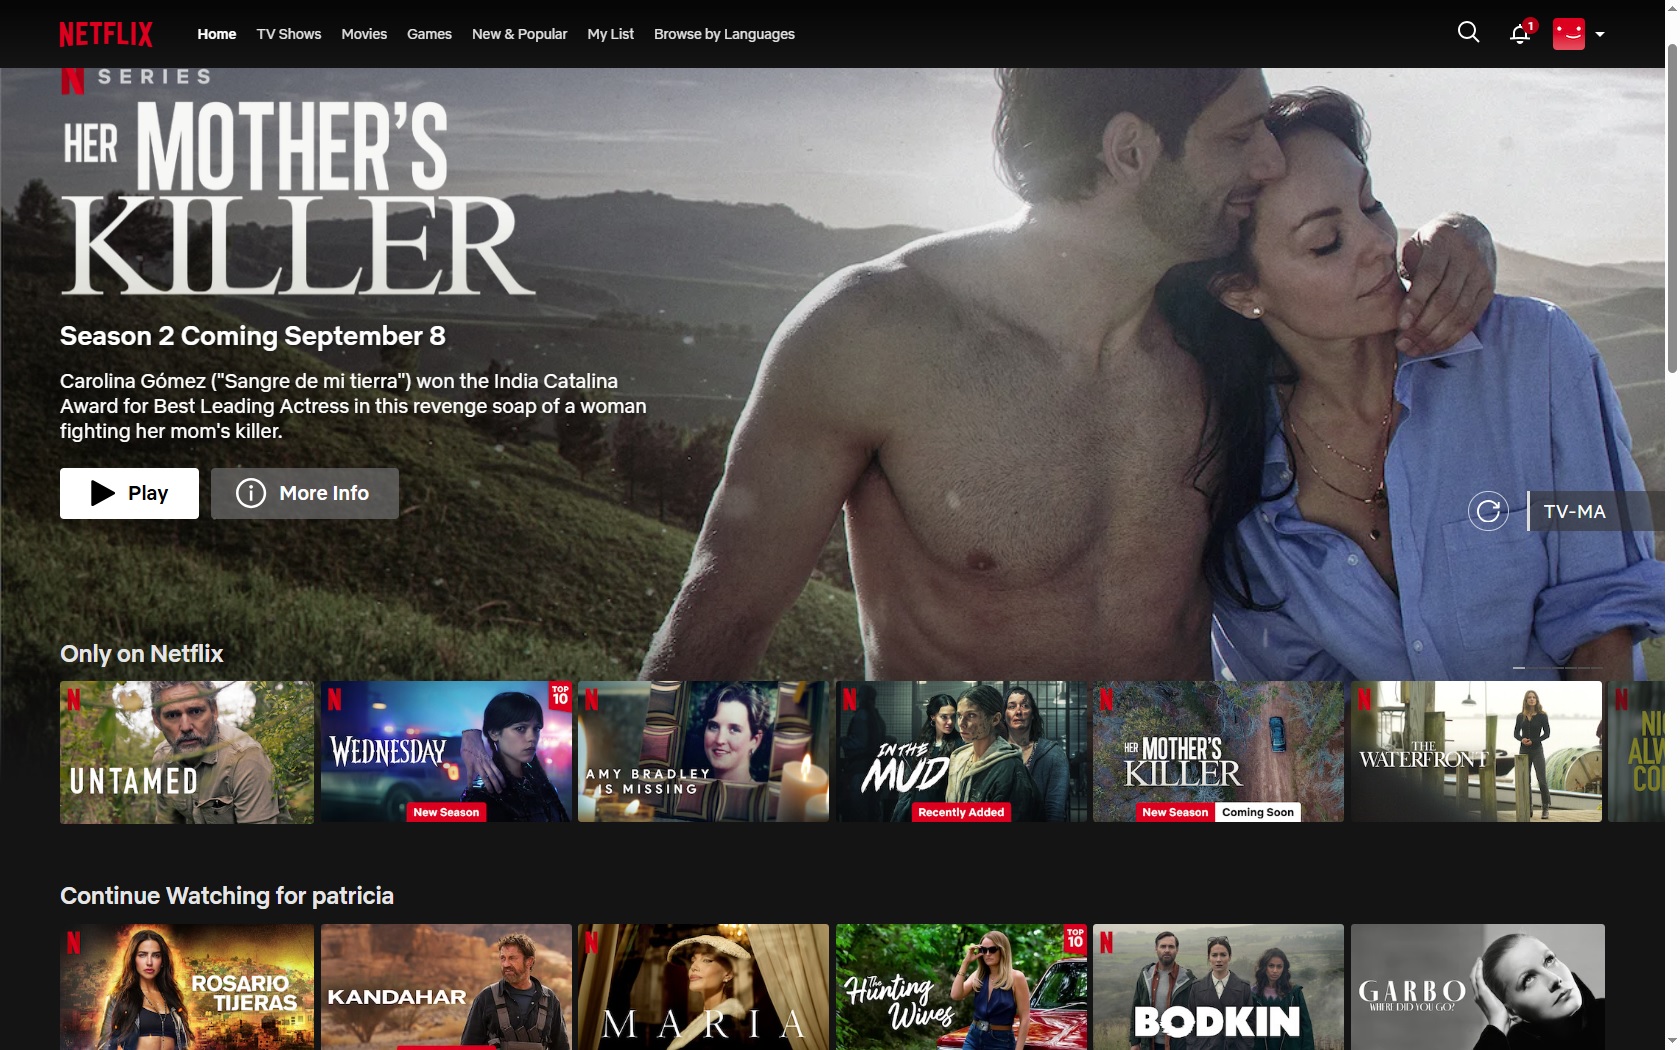 NETFLIX
Home
TV Shows
Movies
Games
New & Popular
My List
Browse by Languages
1
N SERIES
HER MOTHER'S
KILLER
Season 2 Coming September 8
Carolina Gómez ("Sangre de mi tierra") won the India Catalina
Award for Best Leading Actress in this revenge soap of a woman
fighting her mom's killer.
Play
More Info
TV-MA
Only on Netflix
N
UNTAMED
N
TOP
10
WEDNESDAY
New Season
N
AMY BRADLEY
IS MISSING
N
IN THE
MUD
Recently Added
N
HER MOTHER'S
KILLER
New Season
Coming Soon
N
THE
WATERFRONT
N
Continue Watching for patricia
N
ROSARIO
TIJERAS
KANDAHAR
N
MARIA
TOP
10
The
Hunting
Wives
N
BODKIN
GARBO
WHERE DID YOU GO?